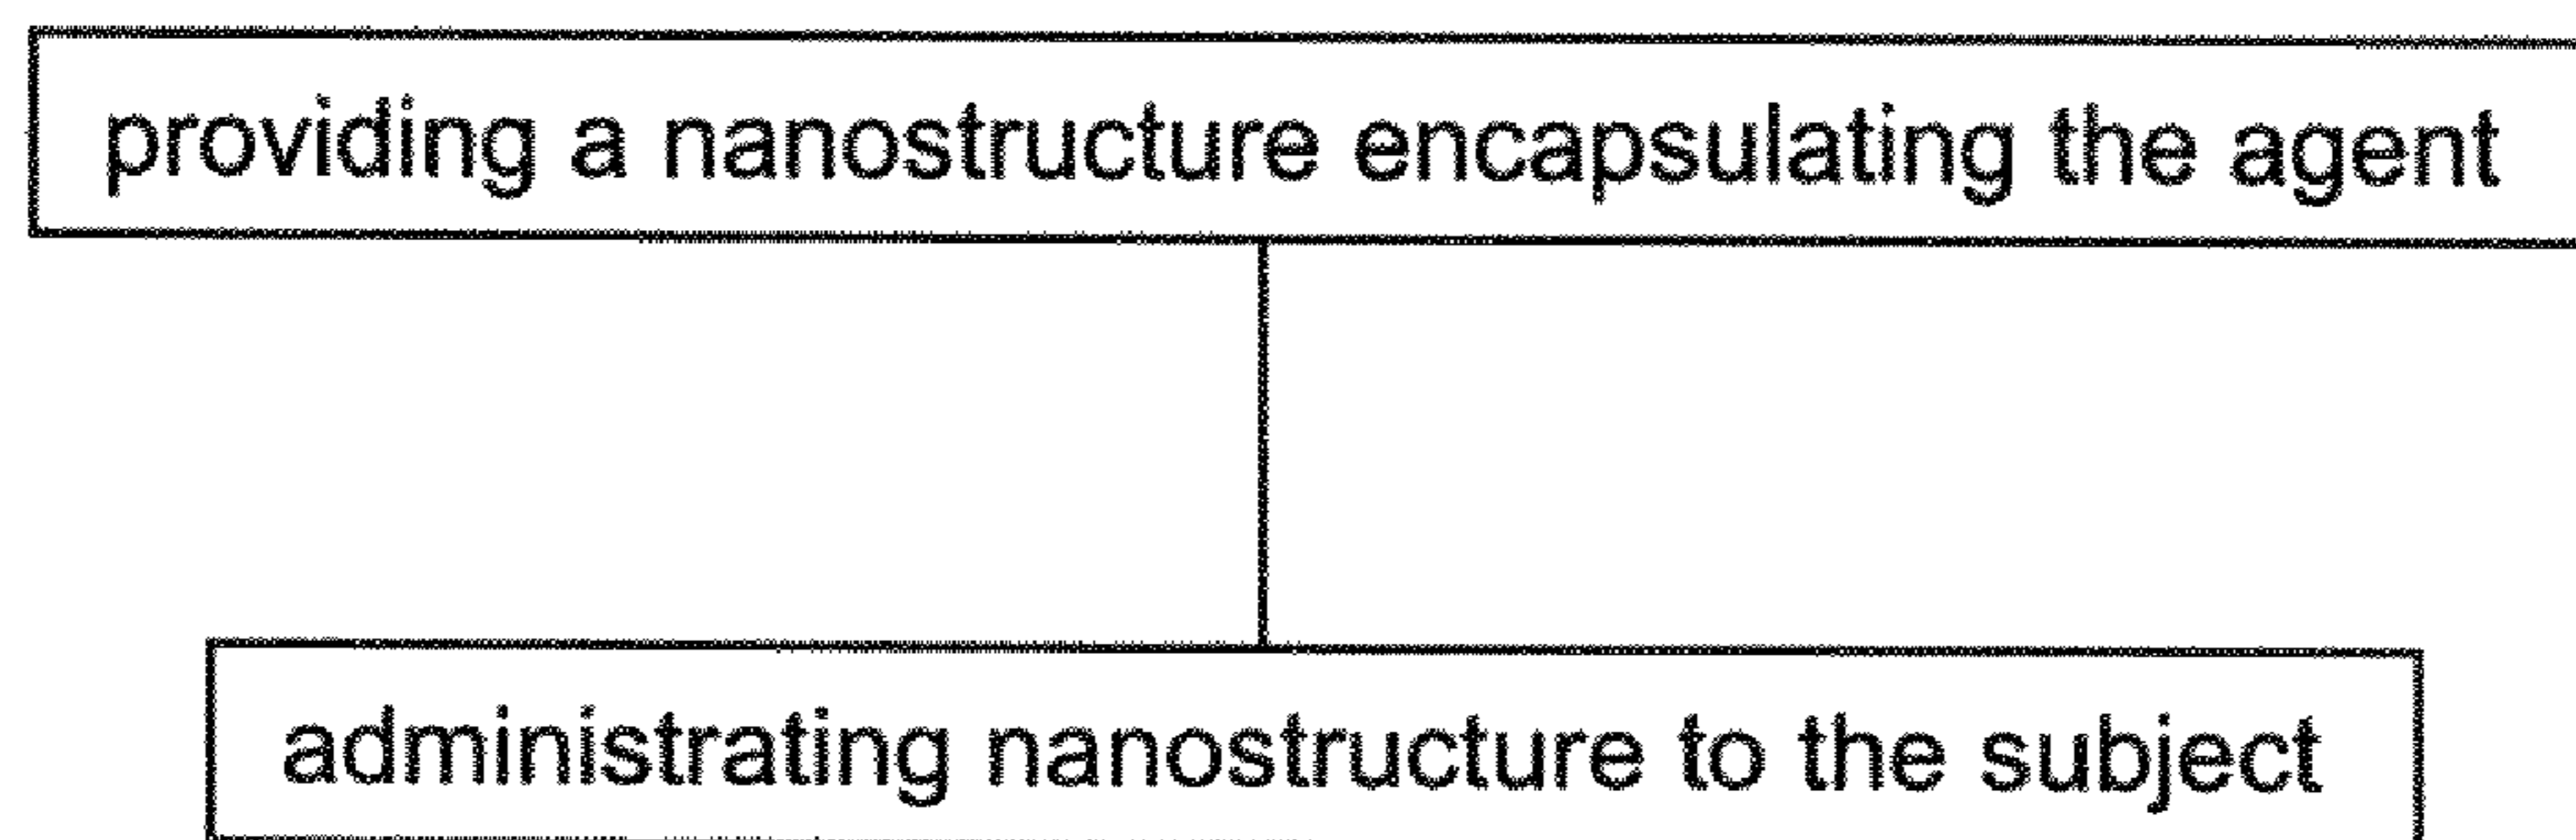 providing a nanostructure encapsulating the agent
administrating nanostructure to the subject